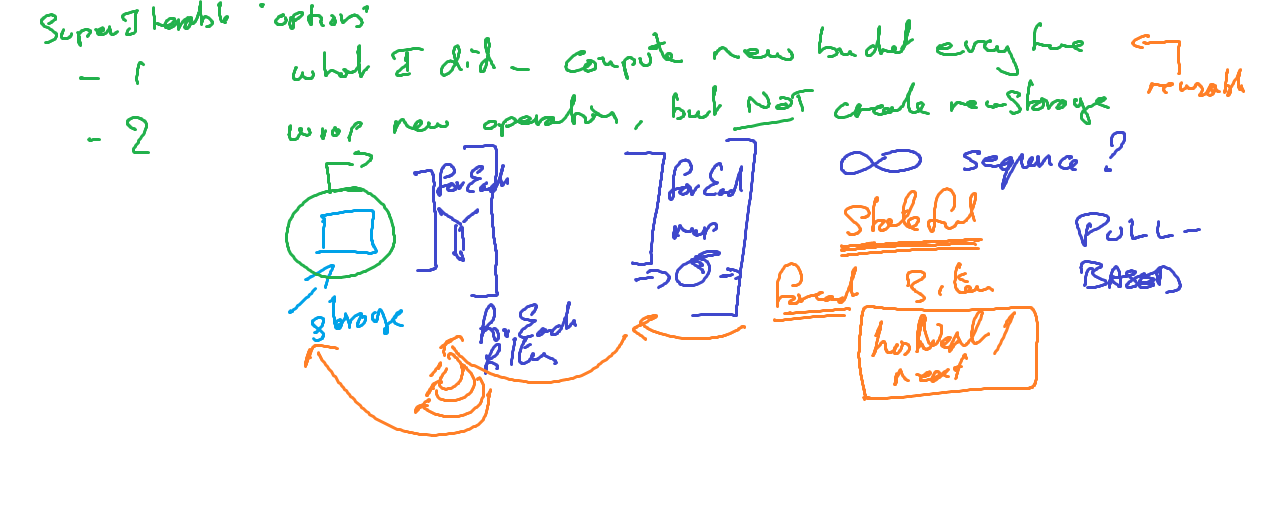 SuperIterable 'options'
- 1 what I did - compute new bucket every time
reusable
- 2 wrap new operation, but NOT create new storage
∞ sequence?
forEach
forEach
map
Stateful
PULL-
BASED
forEach
filter
storage
forEach
filter
hasNext /
next